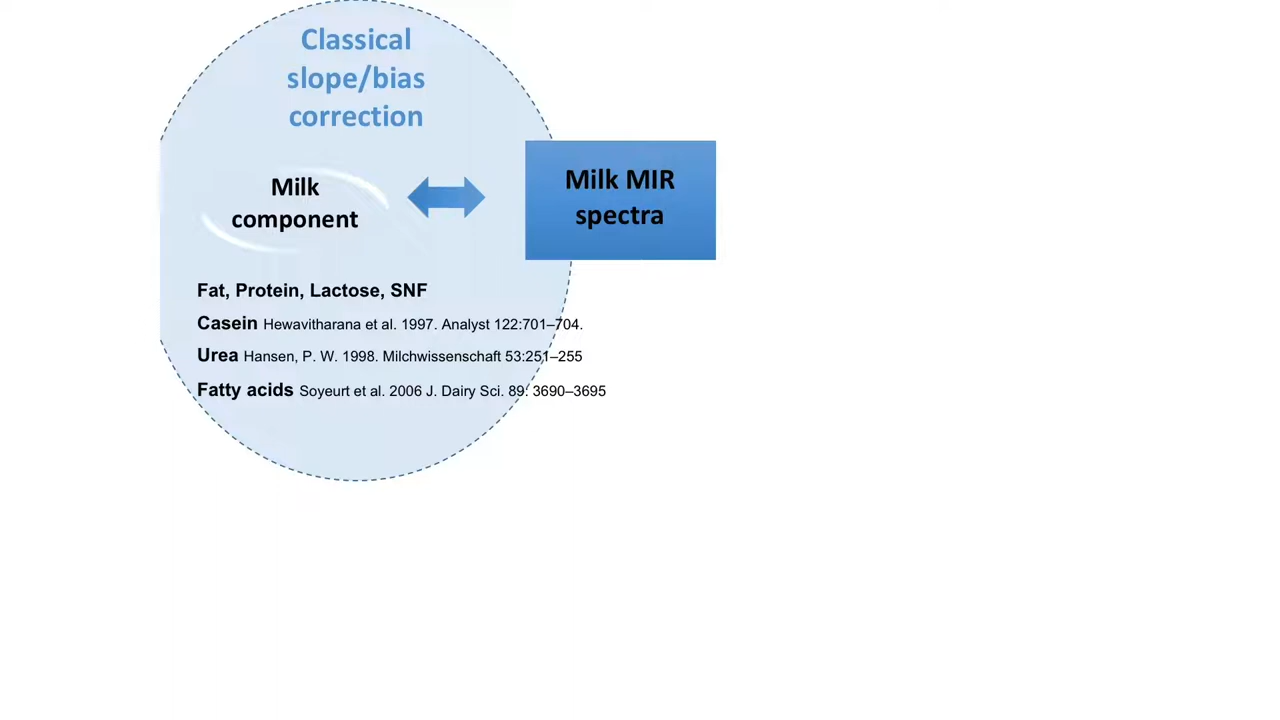 Classical
slope/bias
correction
Milk
component
Milk MIR
spectra
Fat, Protein, Lactose, SNF
Casein Hewavitharana et al. 1997. Analyst 122:701–704.
Urea Hansen, P. W. 1998. Milchwissenschaft 53:251–255
Fatty acids Soyeurt et al. 2006 J. Dairy Sci. 89: 3690–3695